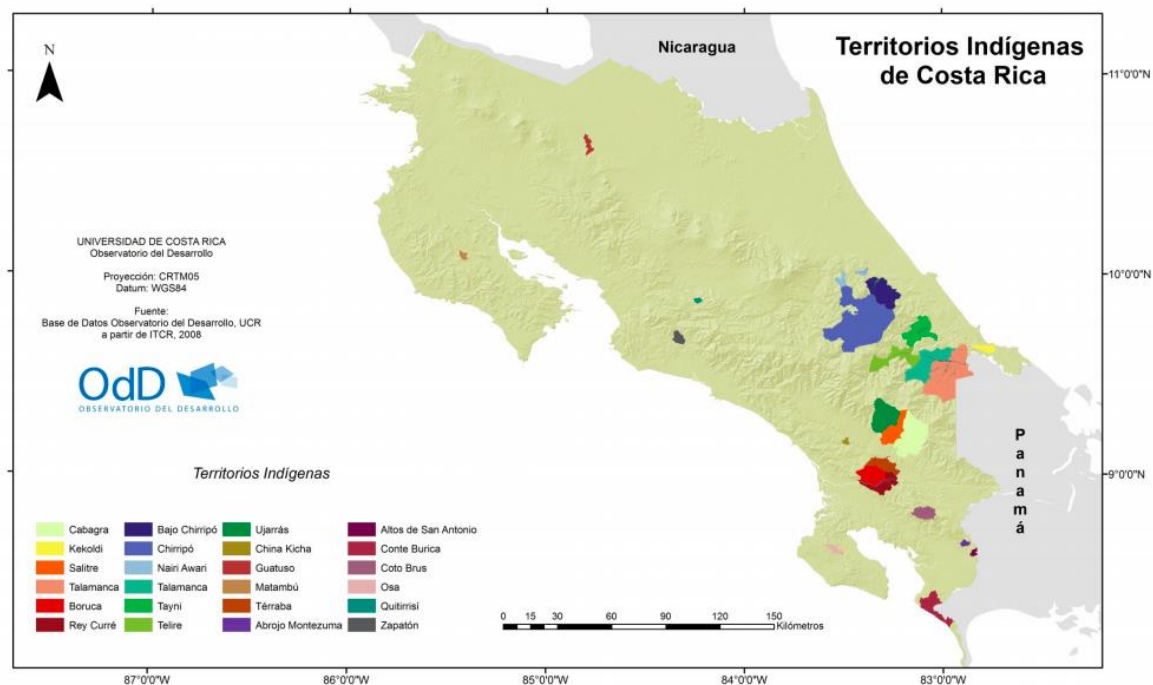 Territorios Indígenas
de Costa Rica
Nicaragua
N
11°0'0"N
10°0'0"N
9°0'0"N
UNIVERSIDAD DE COSTA RICA
Observatorio del Desarrollo
Proyección: CRTM05
Datum: WGS84
Fuente:
Base de Datos Observatorio del Desarrollo, UCR
a partir de ITCR, 2008
OdD
OBSERVATORIO DEL DESARROLLO
Panamá
Territorios Indígenas
Cabagra
Kekoldi
Salitre
Talamanca
Boruca
Rey Curré
Bajo Chirripó
Chirripó
Nairi Awari
Talamanca
Tayni
Telire
Ujarrás
China Kicha
Guatuso
Matambú
Térraba
Abrojo Montezuma
Altos de San Antonio
Conte Burica
Coto Brus
Osa
Quitirrisí
Zapatón
0 15 30 60 90 120 150
Kilómetros
87°0'0"W 86°0'0"W 85°0'0"W 84°0'0"W 83°0'0"W